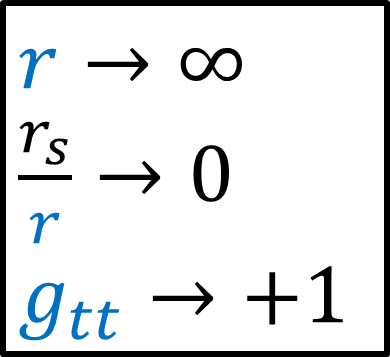 r → ∞
r_s/r → 0
g_tt → +1